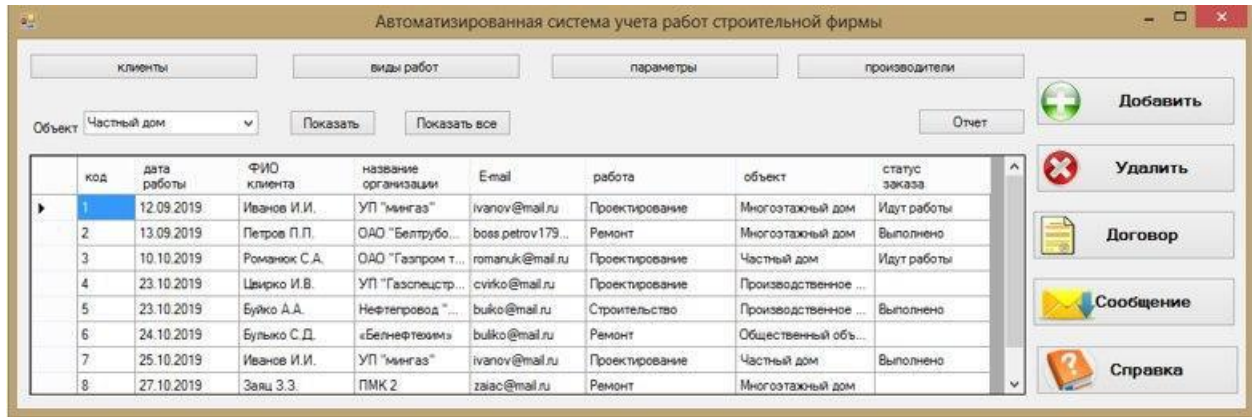 Автоматизированная система учета работ строительной фирмы
клиенты виды работ параметры производители
Добавить
Объект Частный дом Показать Показать все Отчет
код дата работы ФИО клиента название организации E-mail работа объект статус заказа
Удалить
1 12.09.2019 Иванов И.И. УП "мингаз" ivanov@mail.ru Проектирование Многоэтажный дом Идут работы
2 13.09.2019 Петров П.П. ОАО "Белтрубо... boss.petrov179... Ремонт Многоэтажный дом Выполнено
Договор
3 10.10.2019 Романюк С.А. ОАО "Газпром т... romanuk@mail.ru Проектирование Частный дом Идут работы
4 23.10.2019 Цвирко И.В. УП "Газспецстр... cvirko@mail.ru Проектирование Производственное ...
5 23.10.2019 Буйко А.А. Нефтепровод "... buiko@mail.ru Строительство Производственное ... Выполнено
Сообщение
6 24.10.2019 Булыко С.Д. «Белнефтехим» buliko@mail.ru Ремонт Общественный объ...
7 25.10.2019 Иванов И.И. УП "мингаз" ivanov@mail.ru Проектирование Частный дом Выполнено
Справка
8 27.10.2019 Заяц З.З. ПМК 2 zaiac@mail.ru Ремонт Многоэтажный дом